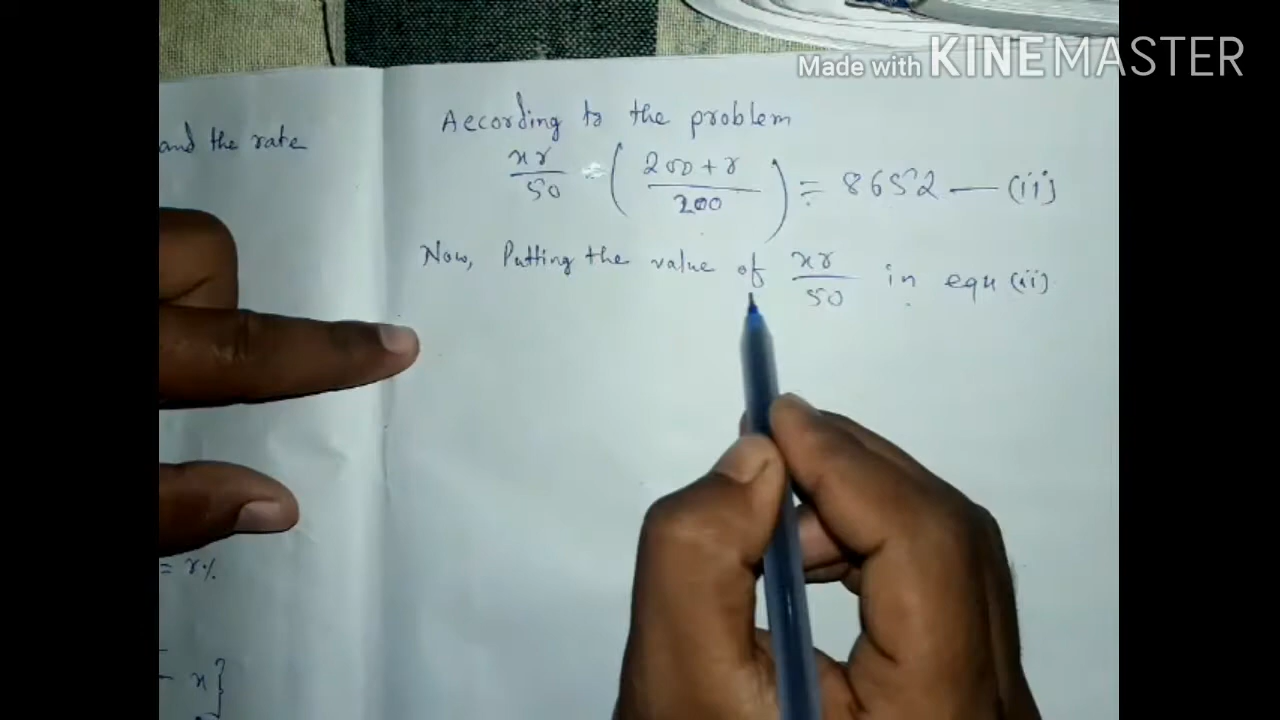 Made with KINEMASTER
and the rate
According to the problem
xr/50 (200+r/200) = 8652 — (ii)
Now, Putting the value of xr/50 in equ (ii)
= r%
- x}